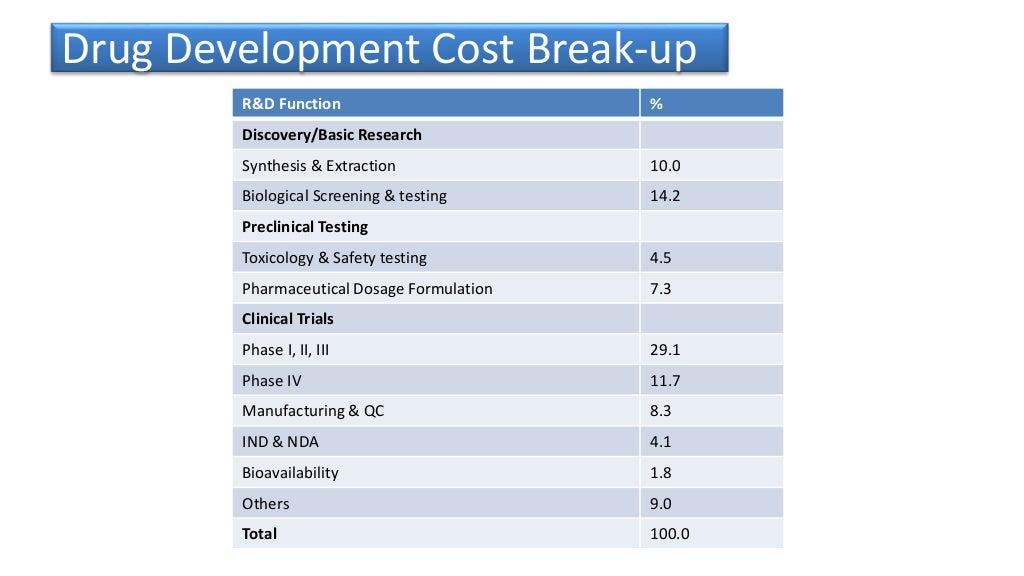 Drug Development Cost Break-up
R&D Function %
Discovery/Basic Research
Synthesis & Extraction 10.0
Biological Screening & testing 14.2
Preclinical Testing
Toxicology & Safety testing 4.5
Pharmaceutical Dosage Formulation 7.3
Clinical Trials
Phase I, II, III 29.1
Phase IV 11.7
Manufacturing & QC 8.3
IND & NDA 4.1
Bioavailability 1.8
Others 9.0
Total 100.0